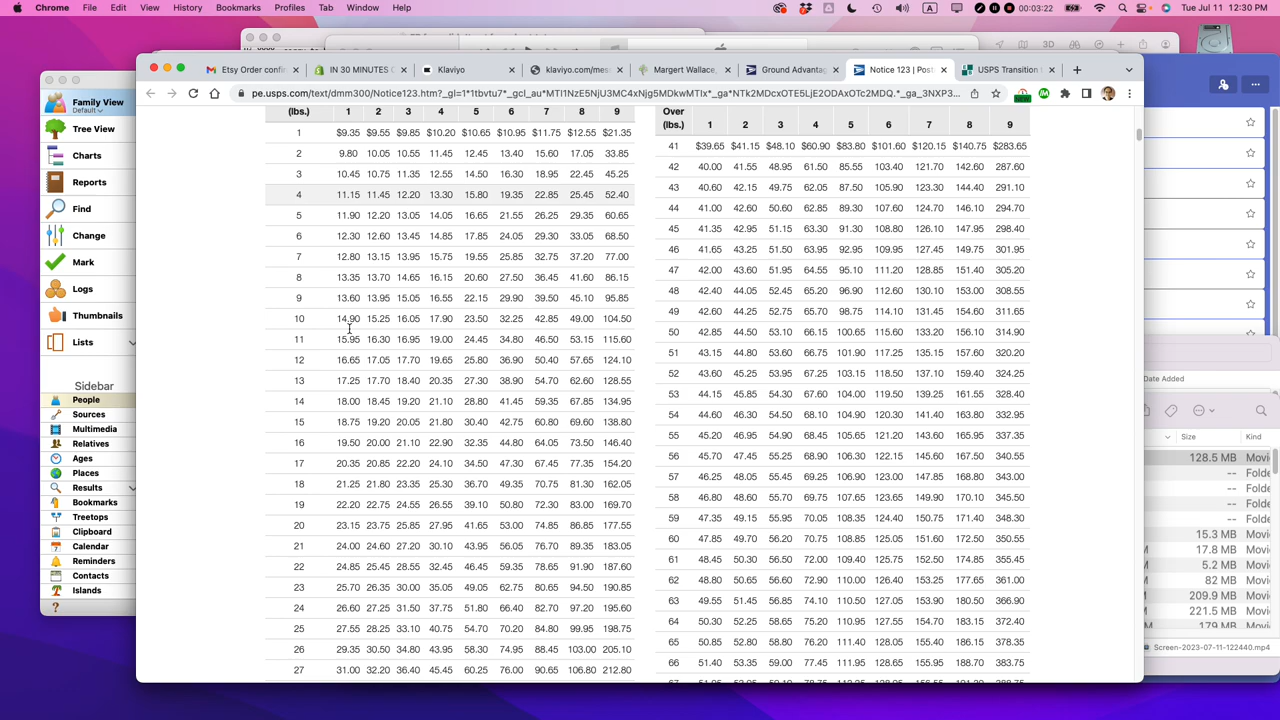 Chrome File Edit View History Bookmarks Profiles Tab Window Help
00:03:22 Tue Jul 11 12:30 PM
3D
Etsy Order confir
IN 30 MINUTES C
Klaviyo
klaviyo.com/mes
Margert Wallace,
Ground Advantag
Notice 123 | Post
USPS Transition
pe.usps.com/text/dmm300/Notice123.htm?_gl=1*1tbvtu7*_gcl_au*MTI1NzE5NjU3MC4xNjg5MDkwMTIx*_ga*NTKzMDcxOTE5LjE2ODAxOTc2MDQ.*_ga_3NXP3...
Family View
Default
Tree View
Charts
Reports
Find
Change
Mark
Logs
Thumbnails
Lists
Sidebar
People
Sources
Multimedia
Relatives
Ages
Places
Results
Bookmarks
Treetops
Clipboard
Calendar
Reminders
Contacts
Islands
?
(lbs.) 1 2 3 4 5 6 7 8 9
1 $9.35 $9.55 $9.85 $10.20 $11.75 $12.55 $21.35
2 9.80 10.05 10.55 11.45 13.40 15.60 17.05 33.85
3 10.45 10.75 11.35 12.55 14.50 16.30 18.95 22.45 45.25
4 11.15 11.45 12.20 13.30 15.80 19.35 22.85 25.45 52.40
5 11.90 12.20 13.05 14.05 21.55 26.25 29.35 60.65
6 12.30 12.60 13.45 14.85 24.05 29.30 33.05 68.50
7 12.80 13.15 13.95 15.75 25.85 32.75 37.20 77.00
8 13.35 13.70 14.65 16.15 20.60 27.50 36.45 41.60 86.15
9 13.60 13.95 15.05 16.55 22.15 29.90 39.50 45.10 95.85
10 14.90 15.25 16.05 17.90 23.50 32.25 42.85 49.00 104.50
11 15.95 16.30 16.95 19.00 24.45 34.80 46.50 53.15 115.60
12 16.65 17.05 17.70 19.65 25.80 36.90 50.40 57.65 124.10
13 17.25 17.70 18.40 20.35 27.30 38.90 54.70 62.60 128.55
14 18.00 18.45 19.20 21.10 28.80 41.45 59.35 67.85 134.95
15 18.75 19.20 20.05 21.80 30.40 42.75 60.80 69.60 138.80
16 19.50 20.00 21.10 22.90 32.35 44.80 64.05 73.50 146.40
17 20.35 20.85 22.20 24.10 34.50 47.30 67.45 77.35 154.20
18 21.25 21.80 23.35 25.30 49.00 81.30 162.05
19 22.20 22.75 24.45 26.55 50.80 72.30 83.00 169.70
20 23.15 23.75 25.85 27.95 86.85 177.55
21 24.00 24.60 27.20 30.10 43.95 56.05 76.70 89.35 183.05
22 24.85 25.45 28.55 32.45 78.75 91.90 187.60
23 25.70 26.35 30.00 35.05 80.65 94.50 190.85
24 26.60 27.25 31.50 37.75 66.40 82.70 97.20 195.60
25 27.55 28.25 33.10 40.75 54.70 70.20 84.80 99.95 198.75
26 29.35 30.50 34.80 43.95 58.30 74.95 88.45 103.00 205.10
27 31.00 32.20 36.40 60.25 76.00 106.80 212.80
Over
(lbs.) 1 2 3 4 5 6 7 8 9
41 $39.65 $41.15 $48.10 $60.90 $83.80 $101.60 $120.15 $140.75 $283.65
42 40.00 48.95 61.50 85.55 103.40 121.70 142.60 287.60
43 40.60 42.15 49.75 62.05 87.50 105.90 123.30 144.40 291.10
44 41.00 42.60 50.60 62.85 89.30 107.60 124.70 146.10 294.70
45 41.35 51.15 63.30 91.30 108.80 126.10 147.95 298.40
46 41.65 51.50 63.95 92.95 109.95 127.45 149.75 301.95
47 42.00 43.60 51.95 64.55 95.10 111.20 128.85 151.40 305.20
48 42.40 44.05 52.45 65.20 96.90 112.60 130.10 153.00 308.55
49 42.60 44.25 52.75 65.70 98.75 114.10 131.45 154.60 311.65
50 42.85 44.50 53.10 66.15 100.65 115.60 133.20 156.10 314.90
51 43.15 44.80 53.60 66.75 101.90 117.25 135.15 157.60 320.20
52 43.60 45.25 53.95 67.25 103.15 118.50 137.10 159.40 324.25
53 44.15 45.85 54.30 67.60 104.00 119.50 139.25 161.55 328.40
54 44.60 46.30 54.50 68.10 104.90 120.30 141.40 163.80 332.95
55 45.20 46.95 54.90 68.45 105.65 121.20 143.60 165.95 337.35
56 45.70 47.45 55.25 68.90 106.30 122.15 145.60 167.50 340.55
57 46.25 48.05 55.45 69.25 106.90 123.00 147.85 168.80 343.00
58 46.80 48.60 69.75 107.65 123.65 149.90 170.10 345.50
59 47.35 49.15 55.95 70.05 108.35 124.40 150.75 171.40 348.30
60 47.85 49.70 56.20 70.75 108.85 125.05 151.60 172.50 350.55
61 48.45 50.30 56.50 72.00 109.40 125.75 152.50 174.85 355.45
62 48.80 50.65 56.60 72.90 110.00 126.40 153.25 177.65 361.00
63 49.55 56.85 74.10 110.50 127.05 153.90 180.50 366.90
64 50.30 52.25 58.75 75.20 110.95 127.55 154.70 183.15 372.40
65 50.85 52.80 58.80 76.20 111.40 128.05 155.40 186.15 378.35
66 51.40 53.35 59.00 77.45 111.95 128.65 155.95 188.70 383.75
Date Added
Size Kind
128.5 MB Movi
-- Folde
-- Folde
-- Folde
-- Folde
15.3 MB Movi
17.8 MB Movi
5.2 MB Movi
82 MB Movi
209.9 MB Movi
221.5 MB Movi
179 MB Movi
Screen-2023-07-11-122440.mp4